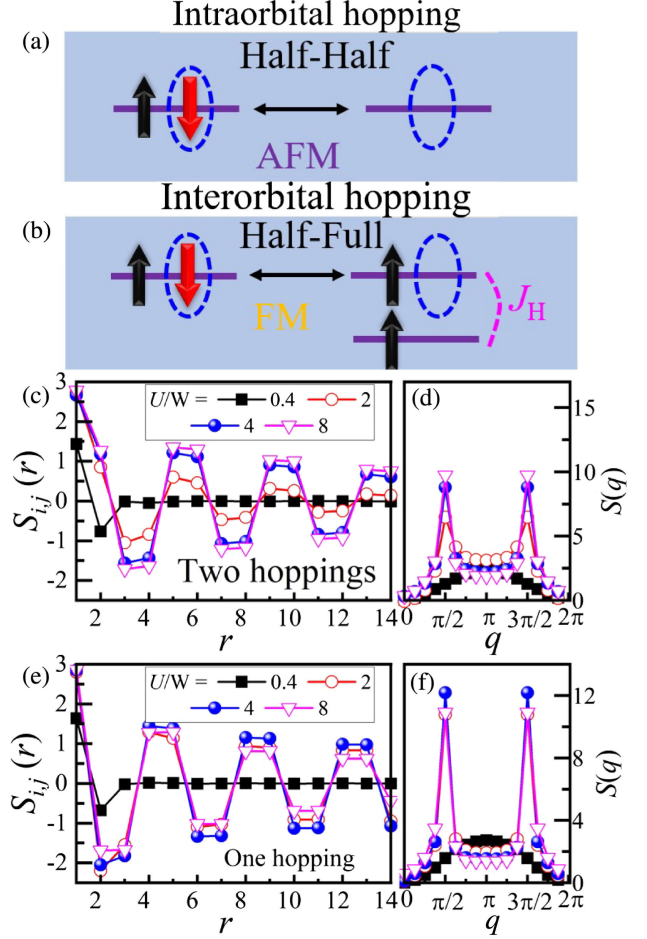 Intraorbital hopping
(a)
Half-Half
AFM
Interorbital hopping
(b)
Half-Full
FM
J_H
(c)
U/W = 0.4 2
4 8
3
2
1
0
-1
-2
S_{i,j} (r)
Two hoppings
2 4 6 8 10 12 14
r
(d)
15
10
5
0
S(q)
0 π/2 π 3π/2 2π
q
(e)
U/W = 0.4 2
4 8
3
2
1
0
-1
-2
S_{i,j} (r)
One hopping
2 4 6 8 10 12 14
r
(f)
12
8
4
0
S(q)
0 π/2 π 3π/2 2π
q